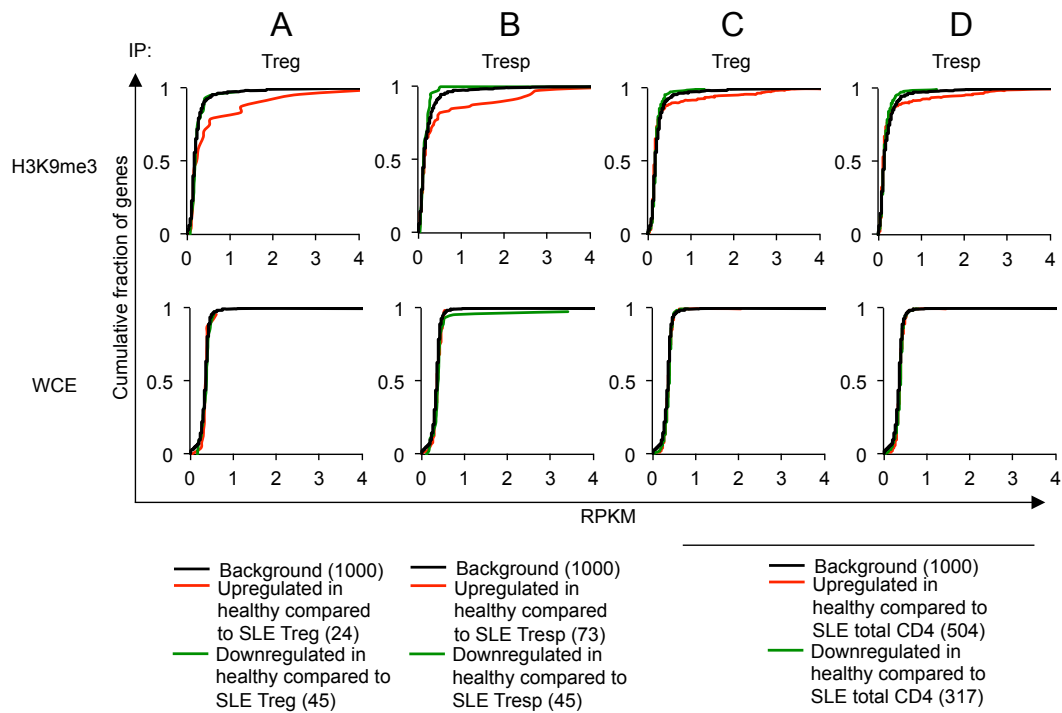 A
B
C
D
IP:
Treg
Tresp
Treg
Tresp
H3K9me3
WCE
Cumulative fraction of genes
1
0.5
0
0 1 2 3 4
1
0.5
0
0 1 2 3 4
1
0.5
0
0 1 2 3 4
1
0.5
0
0 1 2 3 4
1
0.5
0
0 1 2 3 4
1
0.5
0
0 1 2 3 4
1
0.5
0
0 1 2 3 4
1
0.5
0
0 1 2 3 4
RPKM
Background (1000)
Upregulated in
healthy compared
to SLE Treg (24)
Downregulated in
healthy compared to
SLE Treg (45)
Background (1000)
Upregulated in
healthy compared
to SLE Tresp (73)
Downregulated in
healthy compared to
SLE Tresp (45)
Background (1000)
Upregulated in
healthy compared to
SLE total CD4 (504)
Downregulated in
healthy compared to
SLE total CD4 (317)